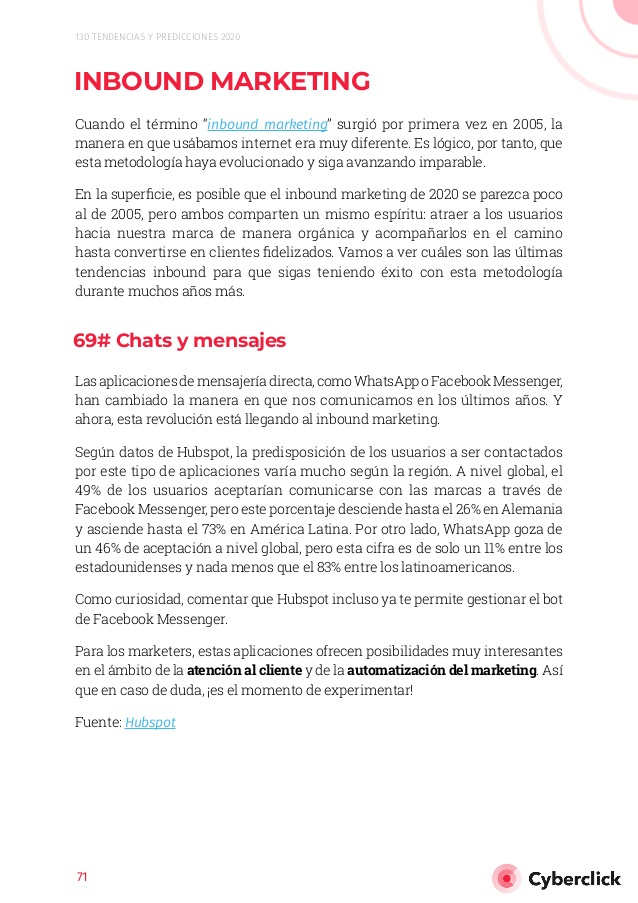 130 TENDENCIAS Y PREDICCIONES 2020
INBOUND MARKETING
Cuando el término “inbound marketing” surgió por primera vez en 2005, la
manera en que usábamos internet era muy diferente. Es lógico, por tanto, que
esta metodología haya evolucionado y siga avanzando imparable.
En la superficie, es posible que el inbound marketing de 2020 se parezca poco
al de 2005, pero ambos comparten un mismo espíritu: atraer a los usuarios
hacia nuestra marca de manera orgánica y acompañarlos en el camino
hasta convertirse en clientes fidelizados. Vamos a ver cuáles son las últimas
tendencias inbound para que sigas teniendo éxito con esta metodología
durante muchos años más.
69# Chats y mensajes
Las aplicaciones de mensajería directa, como WhatsApp o Facebook Messenger,
han cambiado la manera en que nos comunicamos en los últimos años. Y
ahora, esta revolución está llegando al inbound marketing.
Según datos de Hubspot, la predisposición de los usuarios a ser contactados
por este tipo de aplicaciones varía mucho según la región. A nivel global, el
49% de los usuarios aceptarían comunicarse con las marcas a través de
Facebook Messenger, pero este porcentaje desciende hasta el 26% en Alemania
y asciende hasta el 73% en América Latina. Por otro lado, WhatsApp goza de
un 46% de aceptación a nivel global, pero esta cifra es de solo un 11% entre los
estadounidenses y nada menos que el 83% entre los latinoamericanos.
Como curiosidad, comentar que Hubspot incluso ya te permite gestionar el bot
de Facebook Messenger.
Para los marketers, estas aplicaciones ofrecen posibilidades muy interesantes
en el ámbito de la atención al cliente y de la automatización del marketing. Así
que en caso de duda, ¡es el momento de experimentar!
Fuente: Hubspot
71
Cyberclick